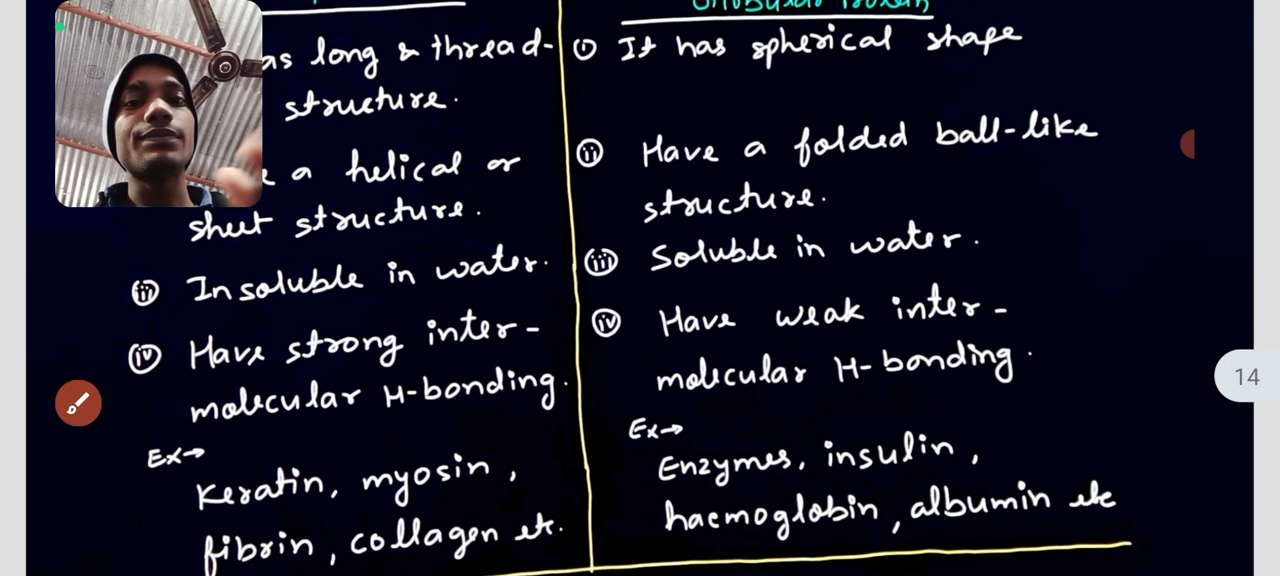 Globular Protein
as long & thread-
structure.
a helical or
sheet structure.
(iii) Insoluble in water.
(iv) Have strong inter-
molecular H-bonding.
Ex→
Keratin, myosin,
fibrin, collagen etc.
(i) It has spherical shape
(ii) Have a folded ball-like
structure.
(iii) Soluble in water.
(iv) Have weak inter-
molecular H-bonding.
Ex→
Enzymes, insulin,
haemoglobin, albumin etc
14